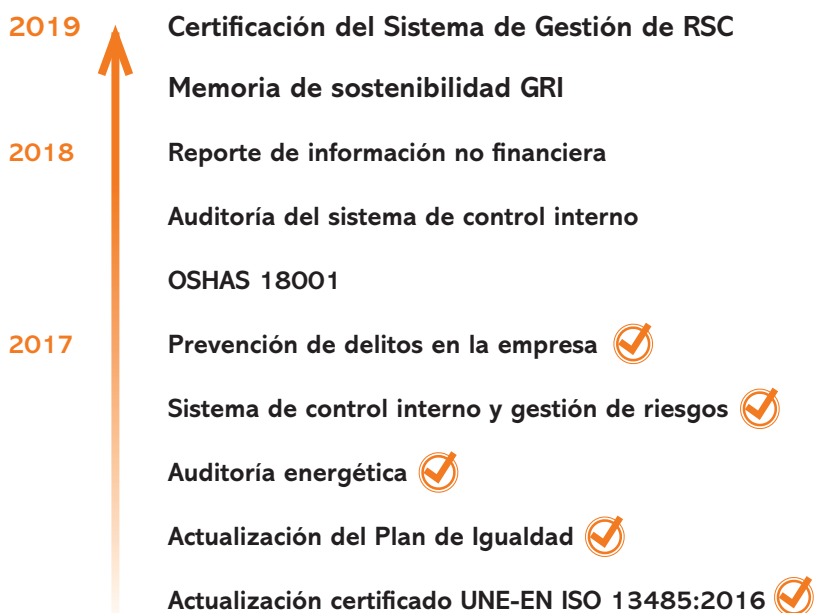 2019 Certificación del Sistema de Gestión de RSC
Memoria de sostenibilidad GRI
2018 Reporte de información no financiera
Auditoría del sistema de control interno
OSHAS 18001
2017 Prevención de delitos en la empresa
Sistema de control interno y gestión de riesgos
Auditoría energética
Actualización del Plan de Igualdad
Actualización certificado UNE-EN ISO 13485:2016